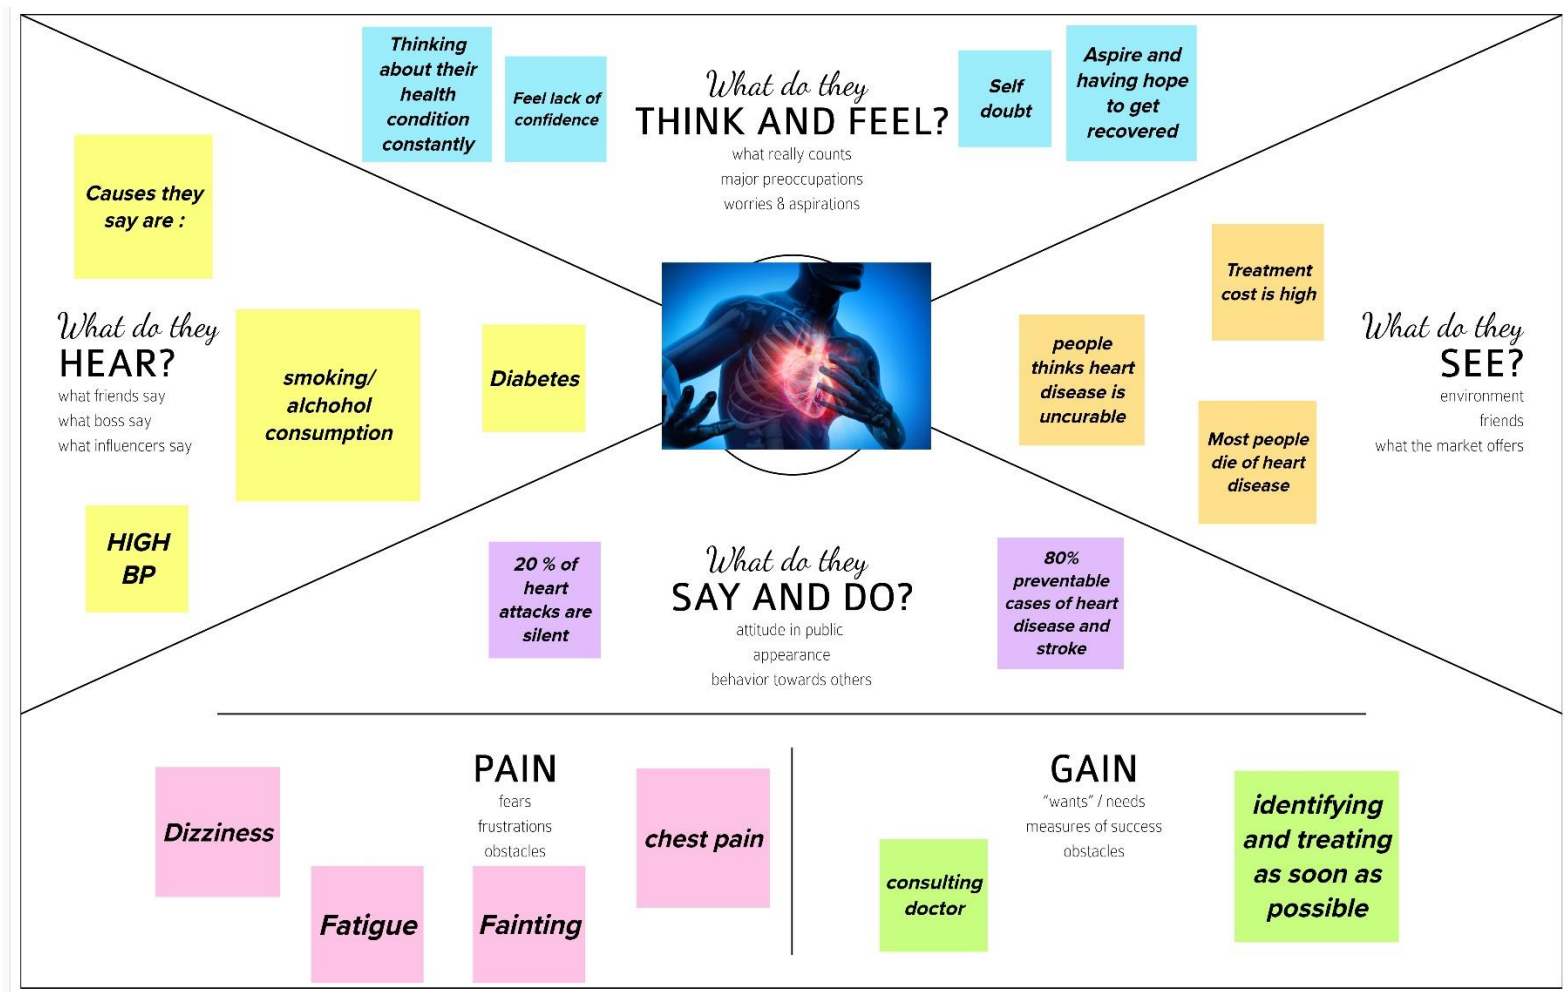 Thinking
about their
health
condition
constantly
Feel lack of
confidence
What do they
THINK AND FEEL?
what really counts
major preoccupations
worries & aspirations
Self
doubt
Aspire and
having hope
to get
recovered
Causes they
say are :
What do they
HEAR?
what friends say
what boss say
what influencers say
smoking/
alchohol
consumption
Diabetes
HIGH
BP
people
thinks heart
disease is
uncurable
Treatment
cost is high
Most people
die of heart
disease
What do they
SEE?
environment
friends
what the market offers
20 % of
heart
attacks are
silent
What do they
SAY AND DO?
attitude in public
appearance
behavior towards others
80%
preventable
cases of heart
disease and
stroke
PAIN
fears
frustrations
obstacles
Dizziness
Fatigue
Fainting
chest pain
GAIN
"wants" / needs
measures of success
obstacles
consulting
doctor
identifying
and treating
as soon as
possible